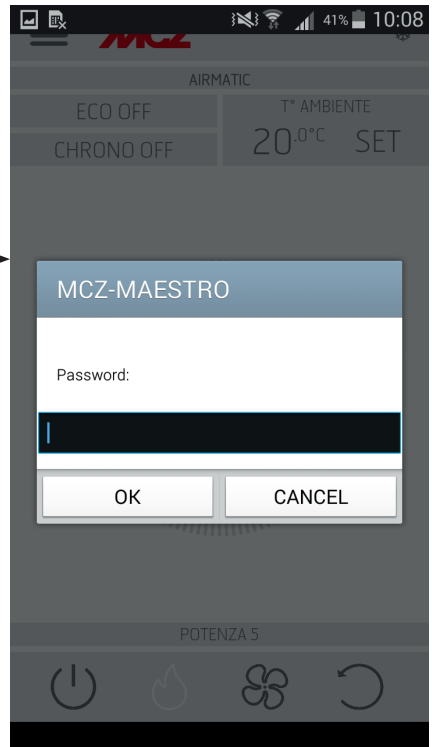 41% 10:08
MCZ
AIRMATIC
ECO OFF
T° AMBIENTE
20.0°C SET
CHRONO OFF
MCZ-MAESTRO
Password:
OK CANCEL
POTENZA 5